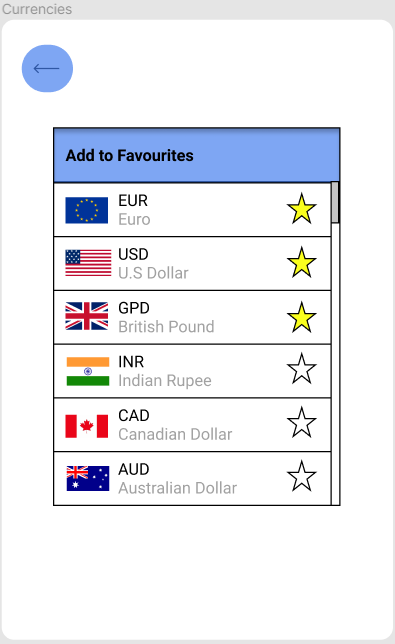 Currencies
Add to Favourites
EUR
Euro
USD
U.S Dollar
GPD
British Pound
INR
Indian Rupee
CAD
Canadian Dollar
AUD
Australian Dollar